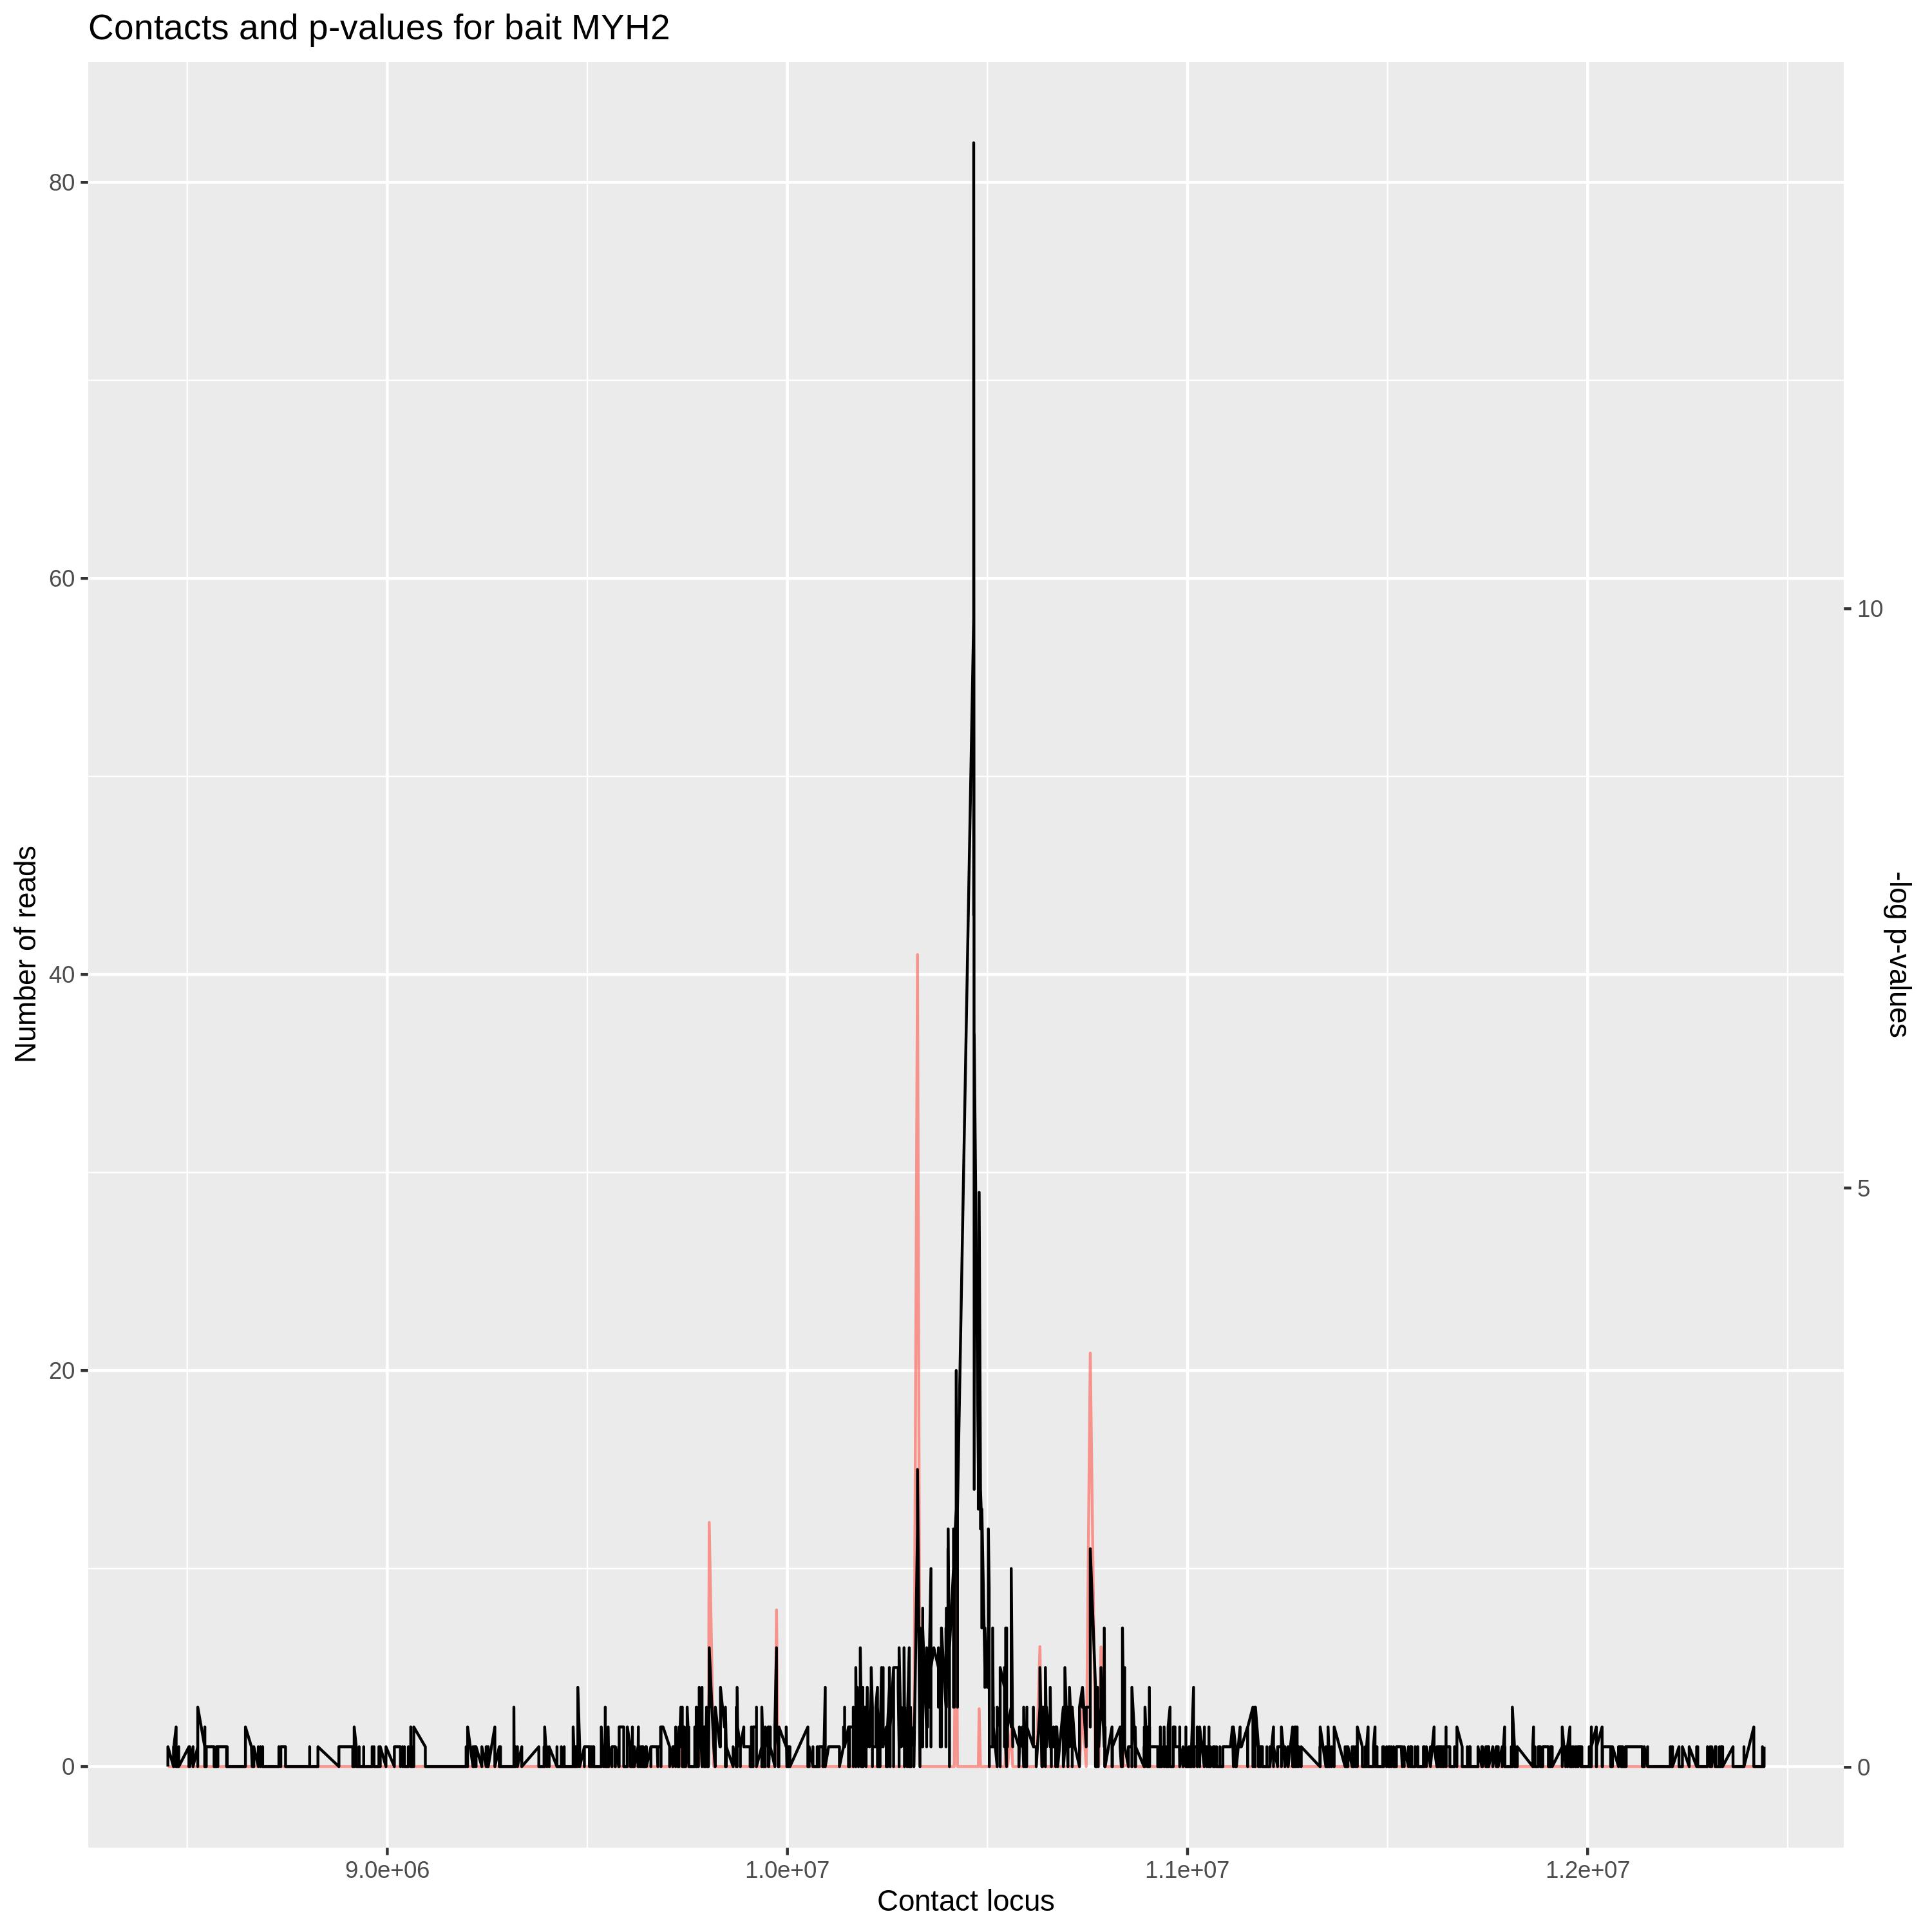 Contacts and p-values for bait MYH2
Number of reads
80
60
40
20
0
10
5
0
-log p-values
9.0e+06
1.0e+07
1.1e+07
1.2e+07
Contact locus